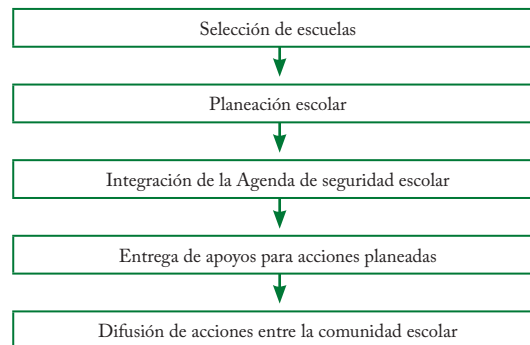 Selección de escuelas
Planeación escolar
Integración de la Agenda de seguridad escolar
Entrega de apoyos para acciones planeadas
Difusión de acciones entre la comunidad escolar